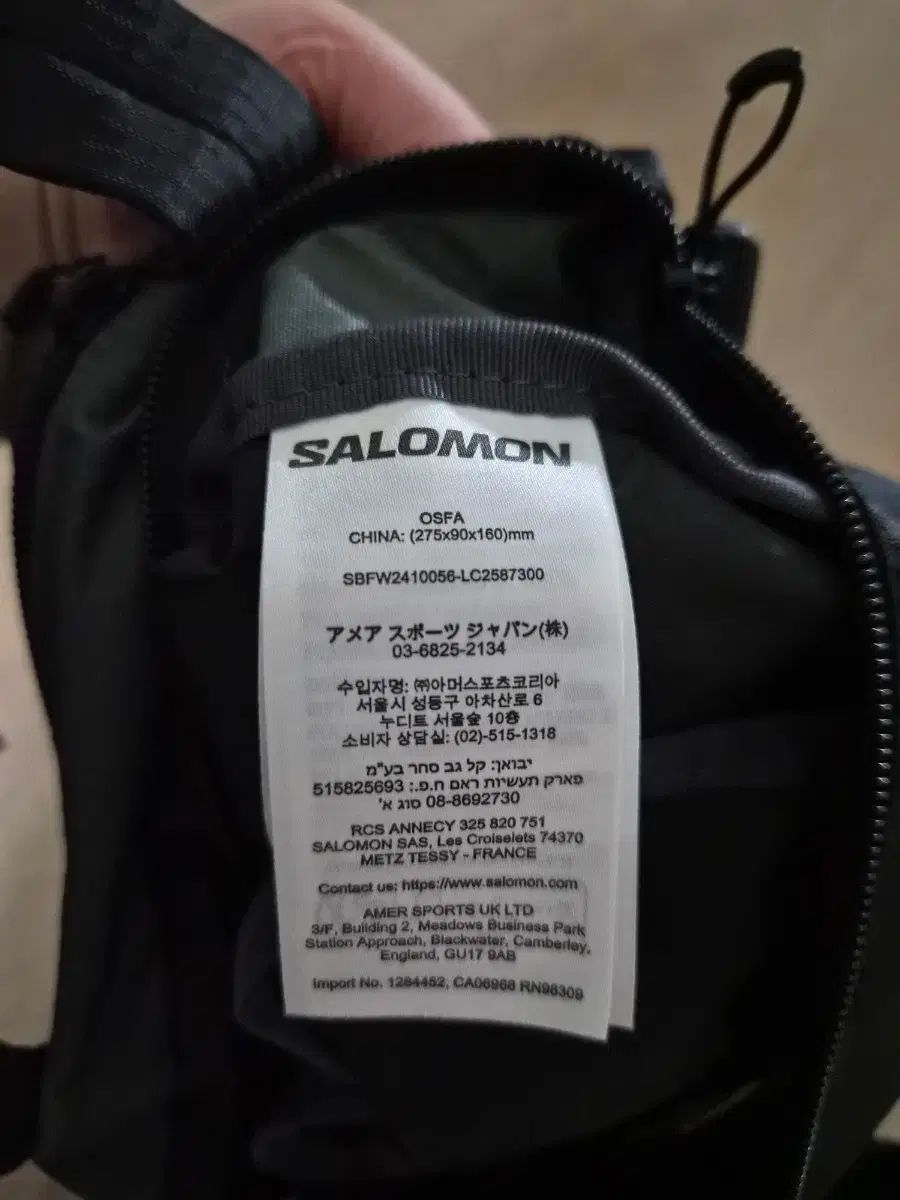 SALOMON
OSFA
CHINA: (275x90x160)mm
SBFW2410056-LC2587300
アメア スポーツ ジャパン(株)
03-6825-2134
수입자명: ㈜아머스포츠코리아
서울시 성동구 아차산로 6
누디트 서울숲 10층
소비자 상담실: (02)-515-1318
יבואן: קל גב סחר בע"מ
פארק תעשיות ראם ח.פ.: 515825693
08-8692730 סוג א'
RCS ANNECY 325 820 751
SALOMON SAS, Les Croiselets 74370
METZ TESSY - FRANCE
Contact us: https://www.salomon.com
AMER SPORTS UK LTD
3/F, Building 2, Meadows Business Park
Station Approach, Blackwater, Camberley,
England, GU17 9AB
Import No. 1284452, CA06968 RN98309